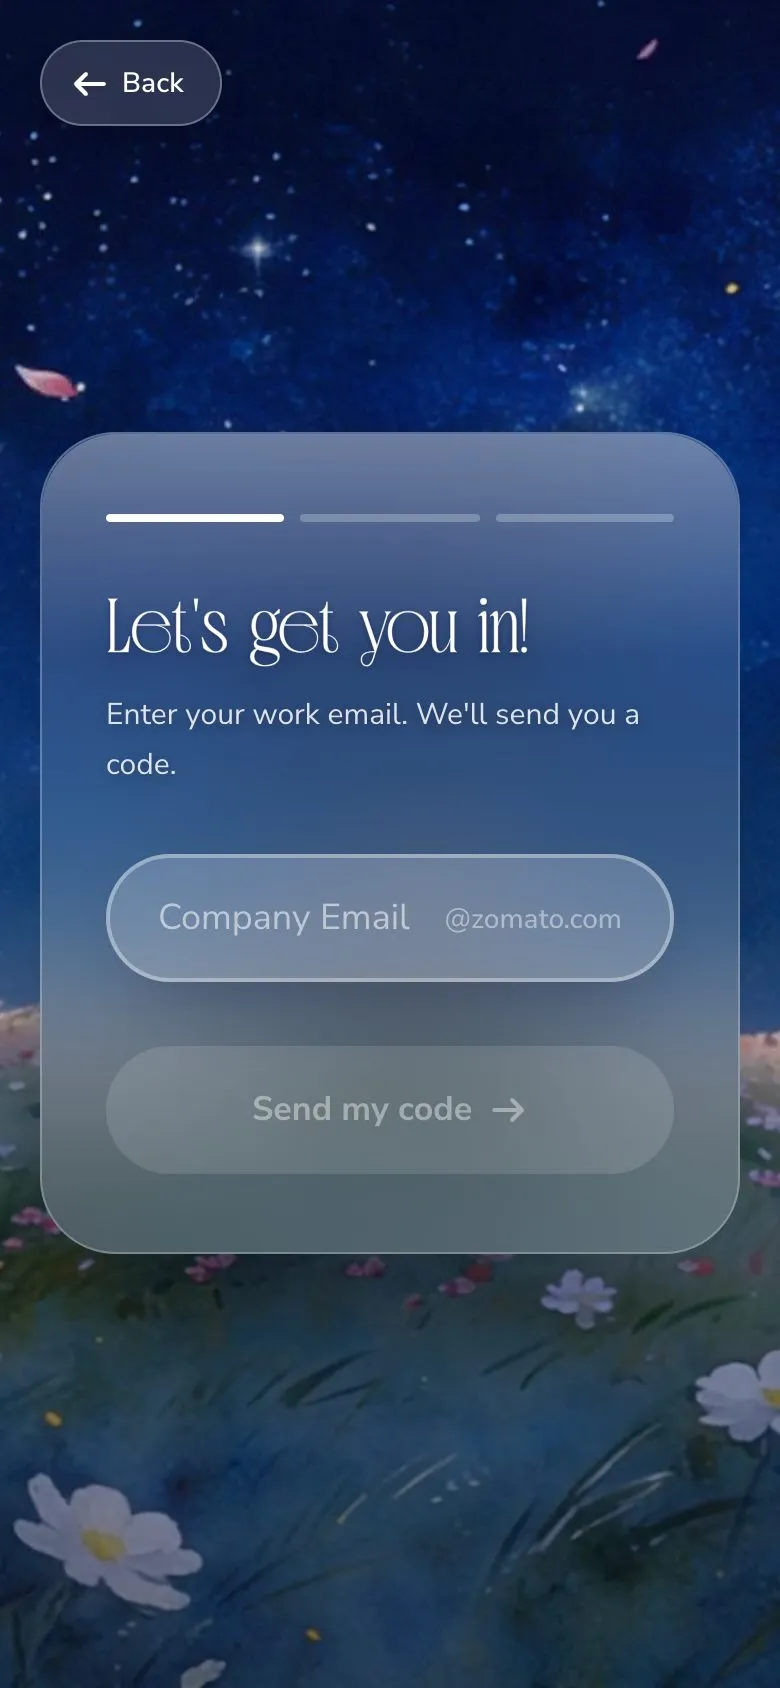 Back
Let's get you in!
Enter your work email. We'll send you a
code.
Company Email @zomato.com
Send my code